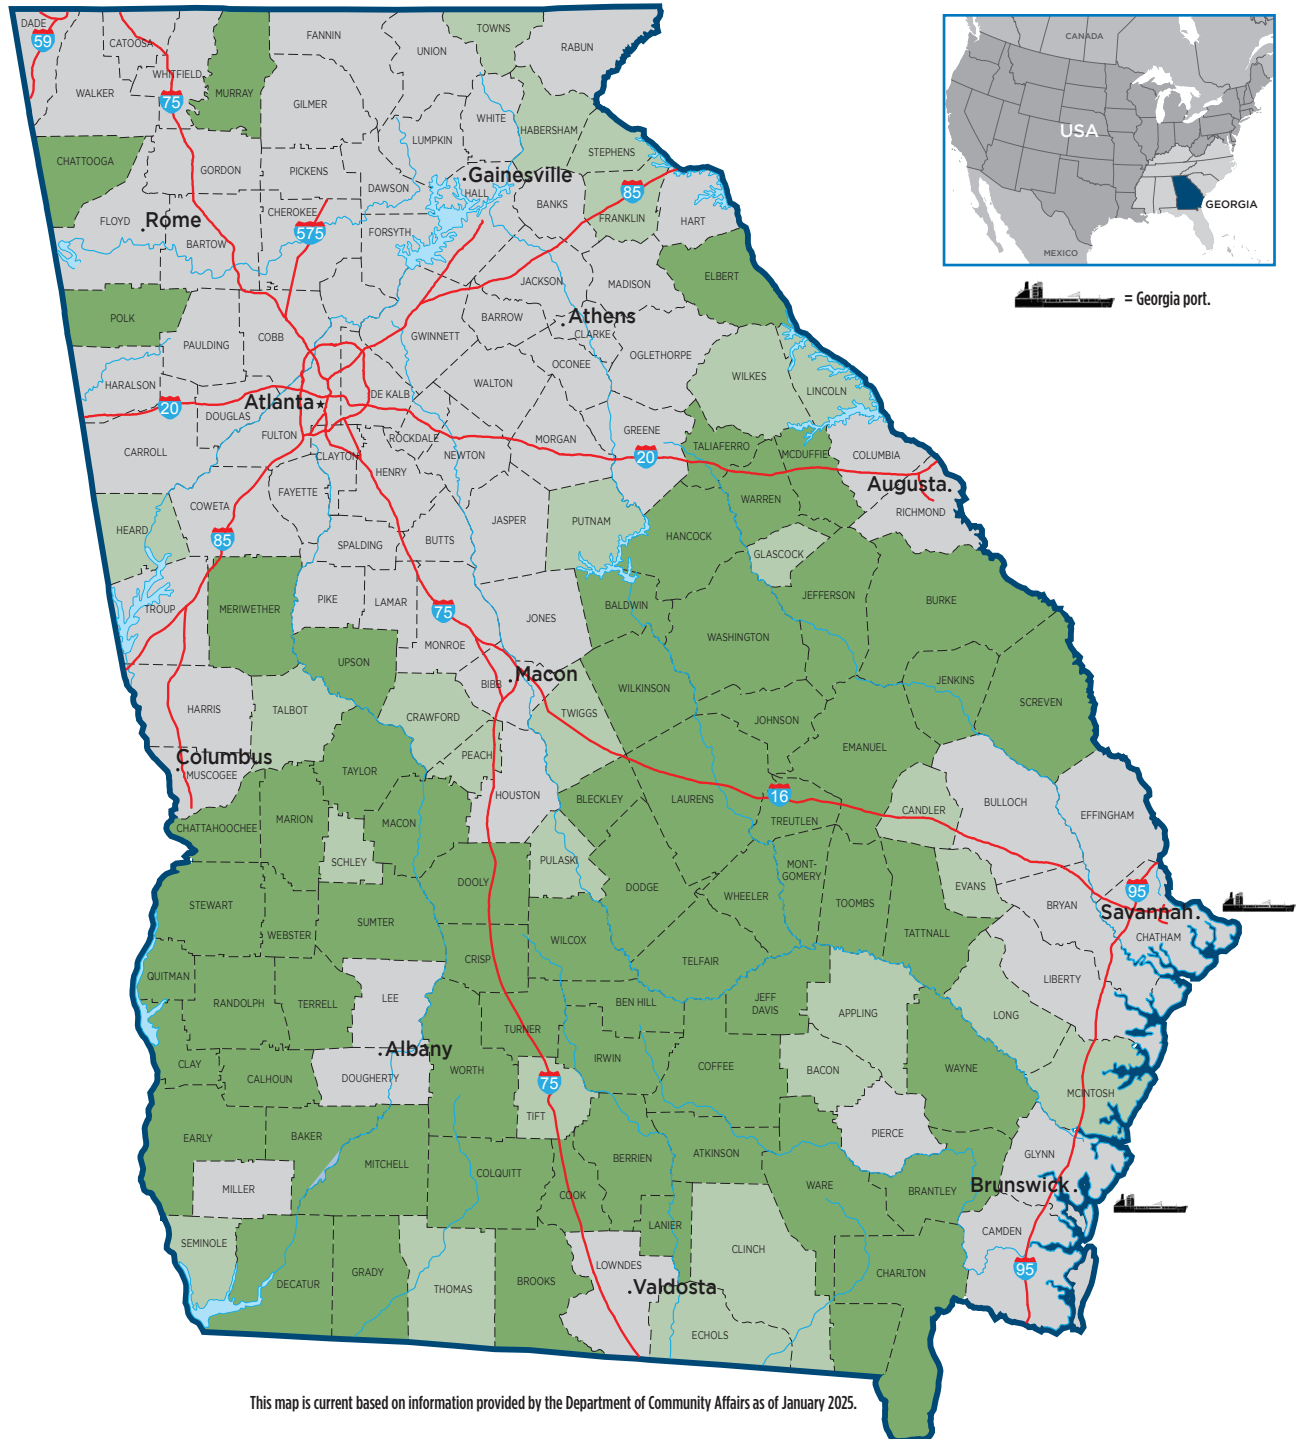 DADE
59
CATOOSA
FANNIN
UNION
TOWNS
RABUN
WHITFIELD
WALKER
75
MURRAY
GILMER
WHITE
HABERSHAM
LUMPKIN
STEPHENS
CHATTOOGA
GORDON
PICKENS
DAWSON
Gainesville
HALL
BANKS
85
FRANKLIN
HART
FLOYD
Rome
CHEROKEE
575
FORSYTH
BARTOW
JACKSON
MADISON
ELBERT
POLK
PAULDING
COBB
GWINNETT
BARROW
Athens
CLARKE
OCONEE
OGLETHORPE
WILKES
LINCOLN
HARALSON
20
DOUGLAS
Atlanta
DE KALB
WALTON
FULTON
ROCKDALE
CLAYTON
NEWTON
MORGAN
GREENE
20
TALIAFERRO
MCDUFFIE
COLUMBIA
CARROLL
HENRY
Augusta
RICHMOND
COWETA
FAYETTE
JASPER
PUTNAM
WARREN
HEARD
85
SPALDING
BUTTS
HANCOCK
GLASCOCK
TROUP
MERIWETHER
PIKE
LAMAR
75
JONES
BALDWIN
JEFFERSON
BURKE
MONROE
WASHINGTON
UPSON
BIBB
Macon
WILKINSON
JENKINS
SCREVEN
HARRIS
TALBOT
CRAWFORD
TWIGGS
JOHNSON
EMANUEL
Columbus
MUSCOGEE
TAYLOR
PEACH
HOUSTON
BLECKLEY
LAURENS
16
TREUTLEN
CANDLER
BULLOCH
EFFINGHAM
CHATTAHOOCHEE
MARION
MACON
SCHLEY
PULASKI
DOOLY
DODGE
WHEELER
MONT-
GOMERY
TOOMBS
EVANS
BRYAN
95
Savannah
CHATHAM
STEWART
WEBSTER
SUMTER
WILCOX
TATTNALL
QUITMAN
RANDOLPH
TERRELL
LEE
CRISP
TELFAIR
LIBERTY
BEN HILL
JEFF
DAVIS
APPLING
LONG
TURNER
CLAY
CALHOUN
Albany
DOUGHERTY
WORTH
75
IRWIN
COFFEE
BACON
WAYNE
MCINTOSH
TIFT
EARLY
BAKER
MITCHELL
COLQUITT
COOK
BERRIEN
ATKINSON
PIERCE
GLYNN
MILLER
WARE
BRANTLEY
Brunswick
SEMINOLE
DECATUR
GRADY
THOMAS
BROOKS
LANIER
LOWNDES
Valdosta
CLINCH
ECHOLS
CHARLTON
CAMDEN
95
CANADA
USA
GEORGIA
MEXICO
= Georgia port.
This map is current based on information provided by the Department of Community Affairs as of January 2025.